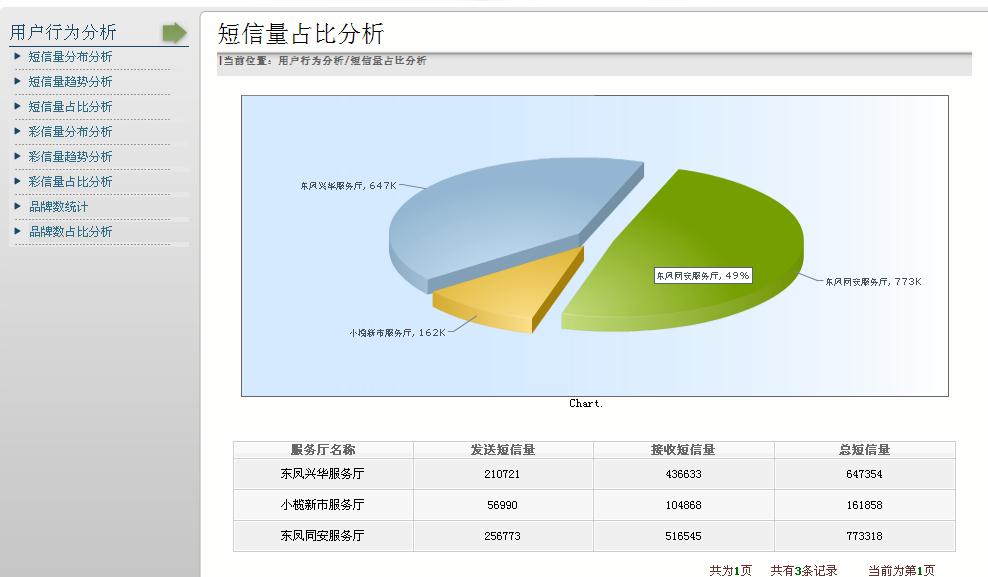 用户行为分析
短信量分布分析
短信量趋势分析
短信量占比分析
彩信量分布分析
彩信量趋势分析
彩信量占比分析
品牌数统计
品牌数占比分析
短信量占比分析
当前位置：用户行为分析/短信量占比分析
东凤兴华服务厅, 647K
东凤同安服务厅, 49%
东凤同安服务厅, 773K
小榄新市服务厅, 162K
Chart.
服务厅名称 发送短信量 接收短信量 总短信量
东凤兴华服务厅 210721 436633 647354
小榄新市服务厅 56990 104868 161858
东凤同安服务厅 256773 516545 773318
共为1页 共有3条记录 当前为第1页